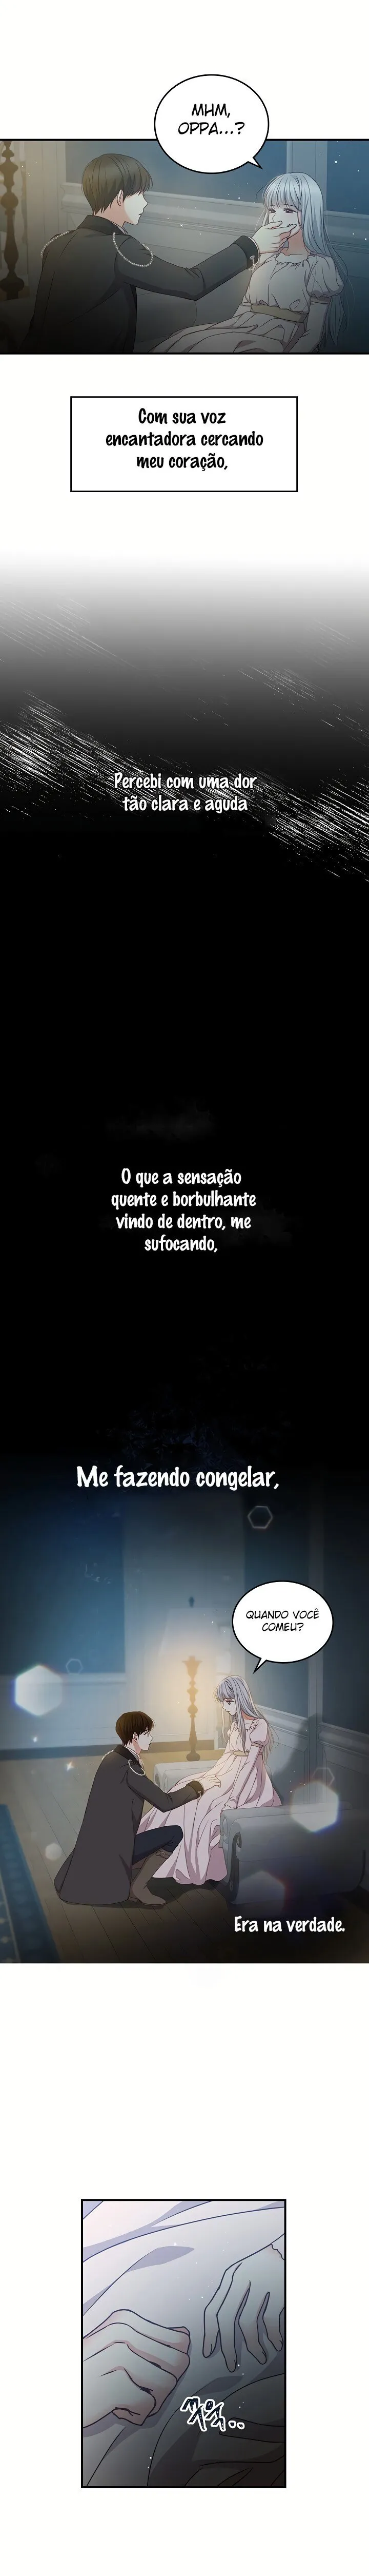 MHM,
OPPA...?
Com sua voz
encantadora cercando
meu coração,
Percebi com uma dor
tão clara e aguda
O que a sensação
quente e borbulhante
vindo de dentro, me
sufocando,
Me fazendo congelar,
QUANDO VOCÊ
COMEU?
Era na verdade.